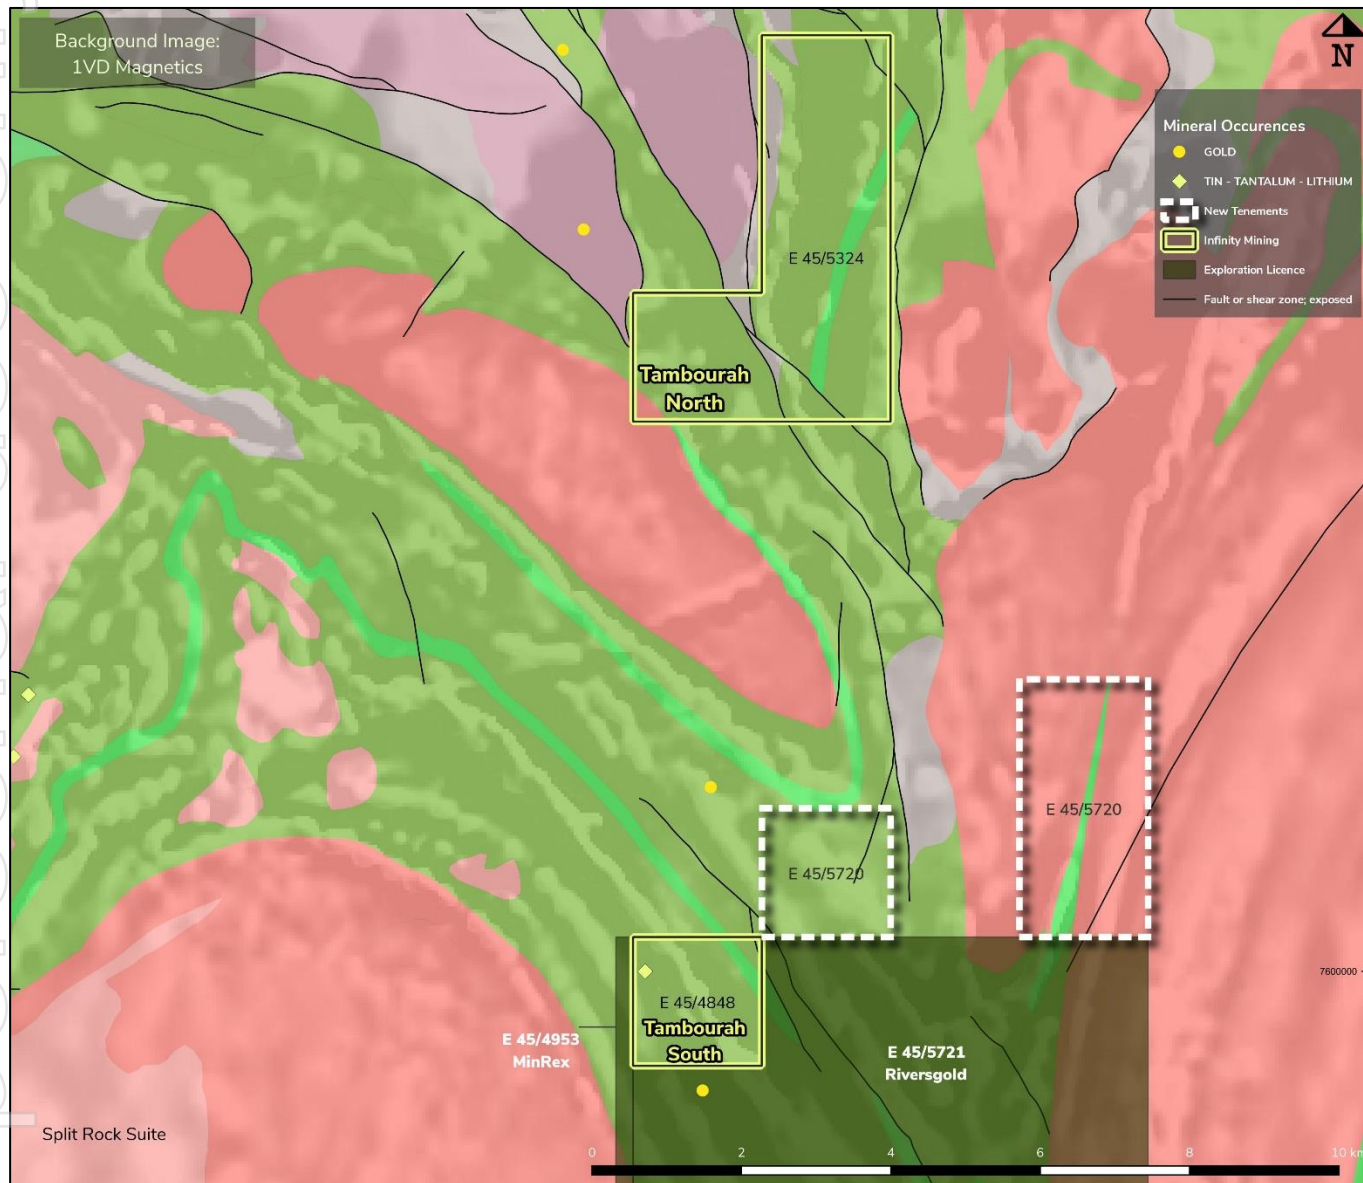 Background Image:
1VD Magnetics
N
Mineral Occurences
GOLD
TIN - TANTALUM - LITHIUM
New Tenements
Infinity Mining
Exploration Licence
Fault or shear zone; exposed
E 45/5324
Tambourah
North
E 45/5720
E 45/5720
7600000
E 45/4848
Tambourah
South
E 45/4953
MinRex
E 45/5721
Riversgold
Split Rock Suite
0 2 4 6 8 10 km